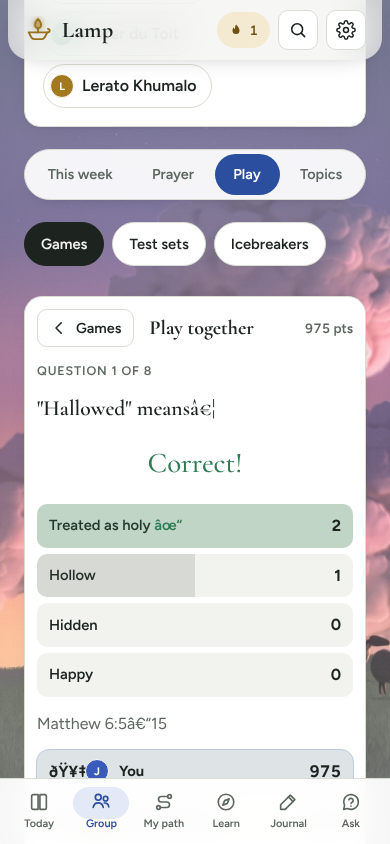 Lamp
1
L Lerato Khumalo
This week Prayer Play Topics
Games Test sets Icebreakers
Games Play together 975 pts
QUESTION 1 OF 8
"Hallowed" meansâ€¦
Correct!
Treated as holy âœ“ 2
Hollow 1
Hidden 0
Happy 0
Matthew 6:5â€“15
J You 975
Today Group My path Learn Journal Ask